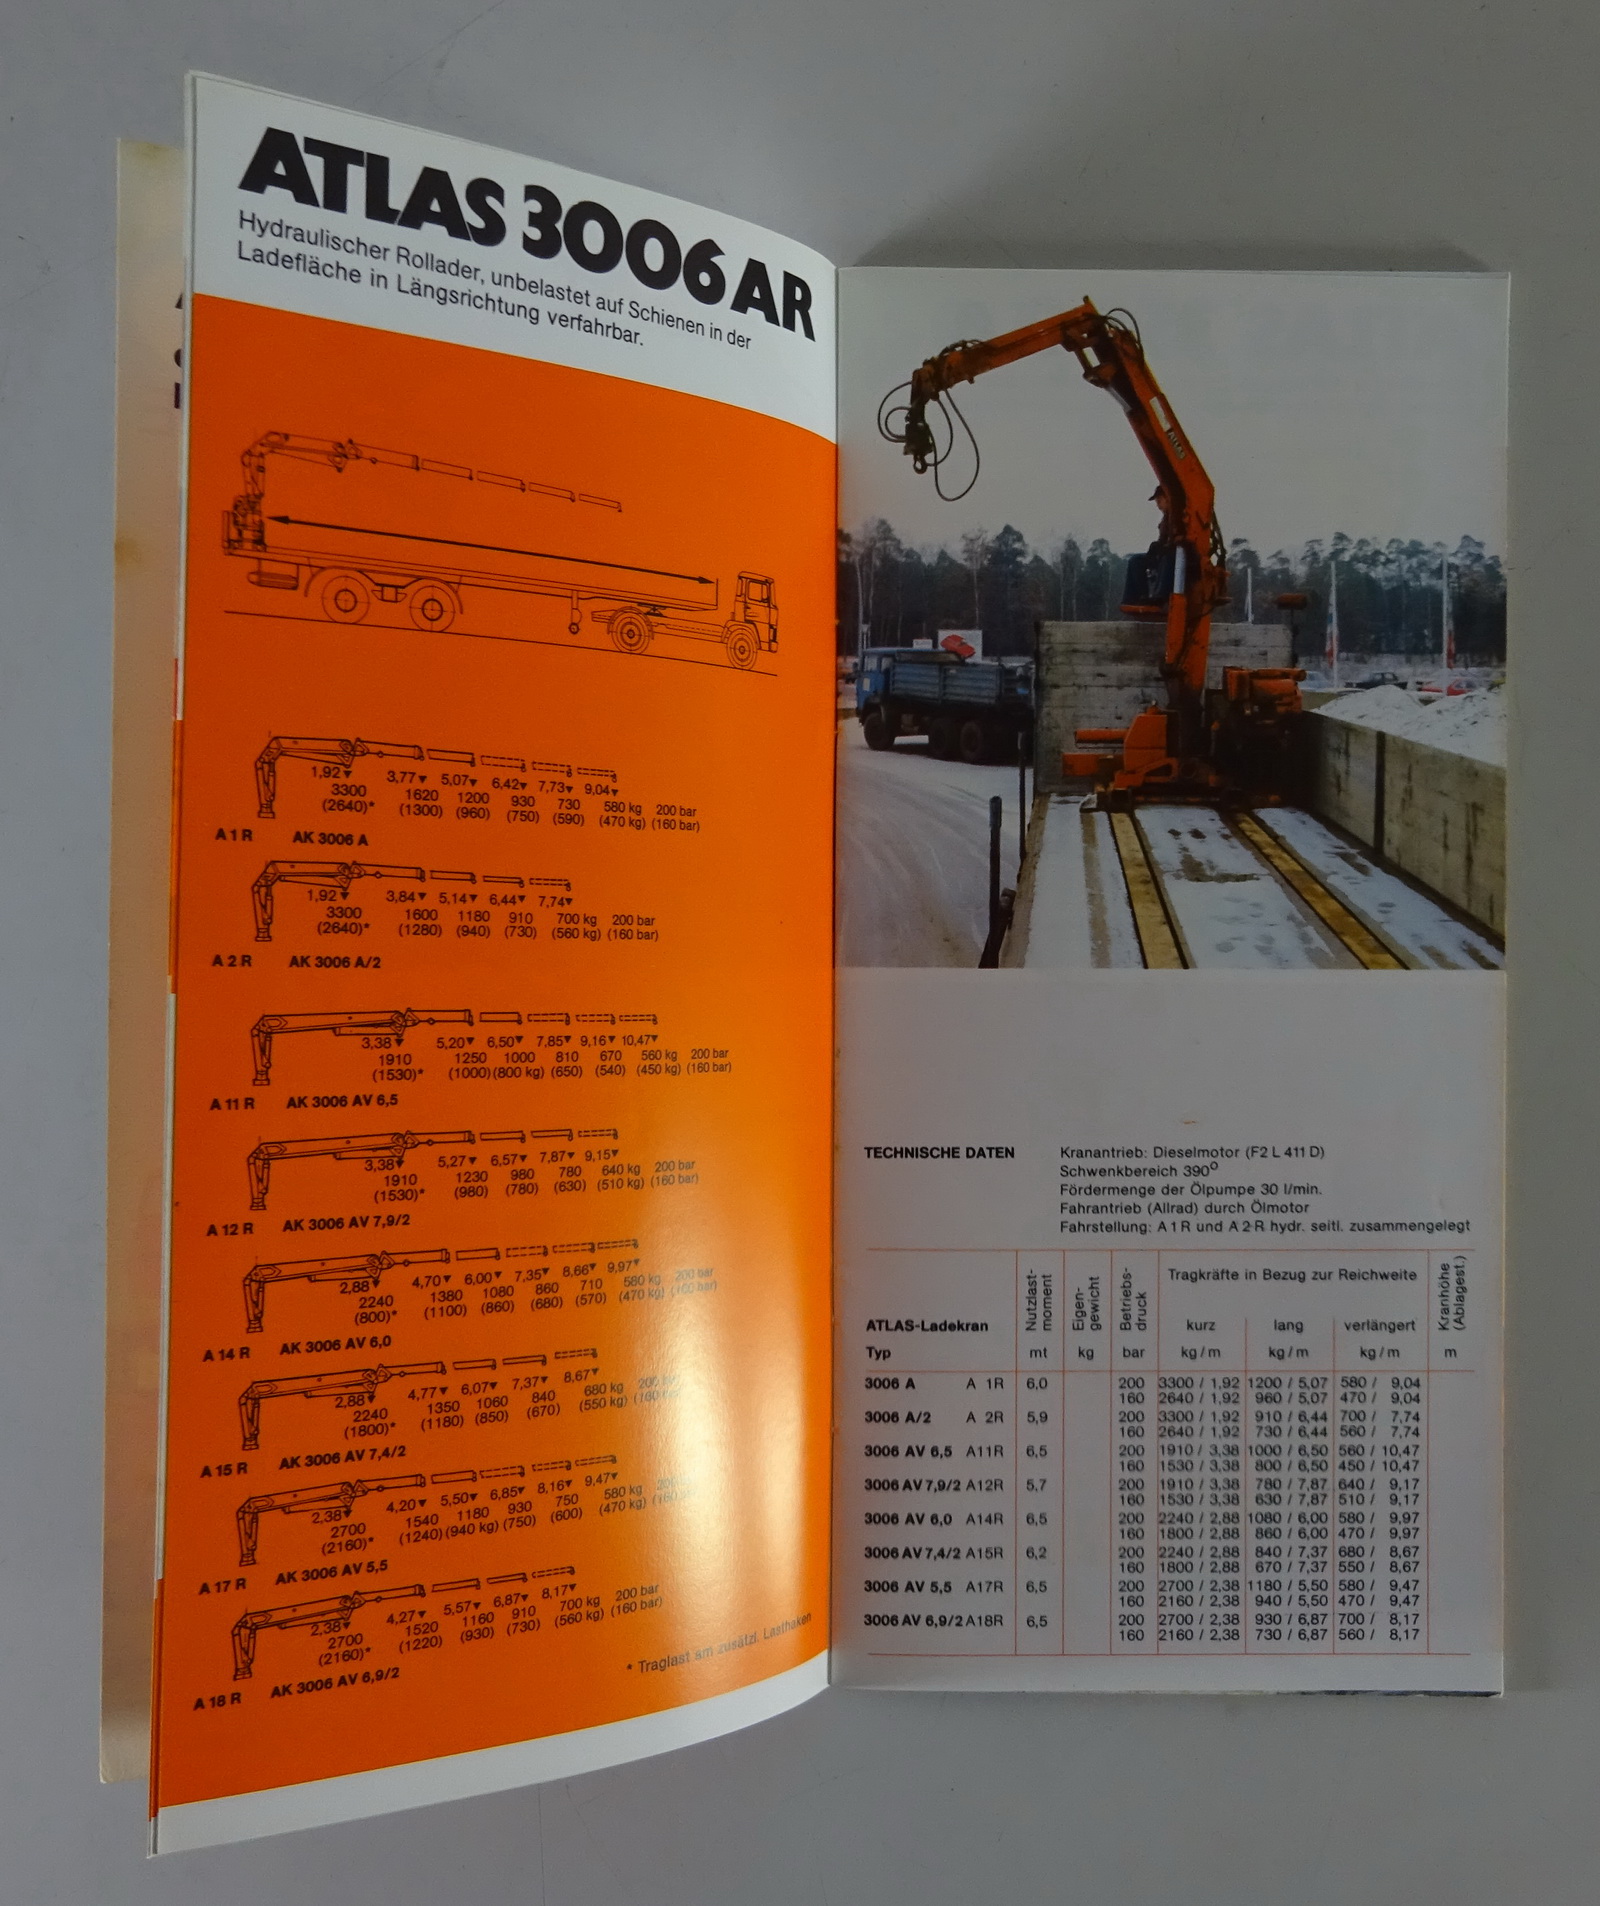 ATLAS 3006 AR
Hydraulischer Rollader, unbelastet auf Schienen in der
Ladefläche in Längsrichtung verfahrbar.
1,92▼ 3,77▼ 5,07▼ 6,42▼ 7,73▼ 9,04▼
3300 1620 1200 930 730 580 kg 200 bar
(2640)* (1300) (960) (750) (590) (470 kg) (160 bar)
A 1 R AK 3006 A
1,92▼ 3,84▼ 5,14▼ 6,44▼ 7,74▼
3300 1600 1180 910 700 kg 200 bar
(2640)* (1280) (940) (730) (560 kg) (160 bar)
A 2 R AK 3006 A/2
3,38▼ 5,20▼ 6,50▼ 7,85▼ 9,16▼ 10,47▼
1910 1250 1000 810 670 560 kg 200 bar
(1530)* (1000) (800 kg) (650) (540) (450 kg) (160 bar)
A 11 R AK 3006 AV 6,5
3,38▼ 5,27▼ 6,57▼ 7,87▼ 9,15▼
1910 1230 980 780 640 kg 200 bar
(1530)* (980) (780) (630) (510 kg) (160 bar)
A 12 R AK 3006 AV 7,9/2
2,88▼ 4,70▼ 6,00▼ 7,35▼ 8,66▼ 9,97▼
2240 1380 1080 860 710 580 kg 200 bar
(800)* (1100) (860) (680) (570) (470 kg) (160 bar)
A 14 R AK 3006 AV 6,0
2,88▼ 4,77▼ 6,07▼ 7,37▼ 8,67▼
2240 1350 1060 840 680 kg 200
(1800)* (1180) (850) (670) (550 kg)
A 15 R AK 3006 AV 7,4/2
2,38▼ 4,20▼ 5,50▼ 6,85▼ 8,16▼ 9,47▼
2700 1540 1180 930 750 580 kg
(2160)* (1240) (940 kg) (750) (600) (470 kg)
A 17 R AK 3006 AV 5,5
2,38▼ 4,27▼ 5,57▼ 6,87▼ 8,17▼
2700 1520 1160 910 700 kg 200 bar
(2160)* (1220) (930) (730) (560 kg) (160 bar)
A 18 R AK 3006 AV 6,9/2
* Traglast am zusätzl. Lasthaken
ATLAS
TECHNISCHE DATEN Kranantrieb: Dieselmotor (F2 L 411 D)
Schwenkbereich 390°
Fördermenge der Ölpumpe 30 l/min.
Fahrantrieb (Allrad) durch Ölmotor
Fahrstellung: A 1 R und A 2 R hydr. seitl. zusammengelegt
ATLAS-Ladekran Nutzlast-moment Eigen-gewicht Betriebs-druck Tragkräfte in Bezug zur Reichweite Kranhöhe (Ablagest.)
kurz lang verlängert
Typ mt kg bar kg / m kg / m kg / m m
3006 A A 1R 6,0 200 3300 / 1,92 1200 / 5,07 580 / 9,04
160 2640 / 1,92 960 / 5,07 470 / 9,04
3006 A/2 A 2R 5,9 200 3300 / 1,92 910 / 6,44 700 / 7,74
160 2640 / 1,92 730 / 6,44 560 / 7,74
3006 AV 6,5 A11R 6,5 200 1910 / 3,38 1000 / 6,50 560 / 10,47
160 1530 / 3,38 800 / 6,50 450 / 10,47
3006 AV 7,9/2 A12R 5,7 200 1910 / 3,38 780 / 7,87 640 / 9,17
160 1530 / 3,38 630 / 7,87 510 / 9,17
3006 AV 6,0 A14R 6,5 200 2240 / 2,88 1080 / 6,00 580 / 9,97
160 1800 / 2,88 860 / 6,00 470 / 9,97
3006 AV 7,4/2 A15R 6,2 200 2240 / 2,88 840 / 7,37 680 / 8,67
160 1800 / 2,88 670 / 7,37 550 / 8,67
3006 AV 5,5 A17R 6,5 200 2700 / 2,38 1180 / 5,50 580 / 9,47
160 2160 / 2,38 940 / 5,50 470 / 9,47
3006 AV 6,9/2 A18R 6,5 200 2700 / 2,38 930 / 6,87 700 / 8,17
160 2160 / 2,38 730 / 6,87 560 / 8,17